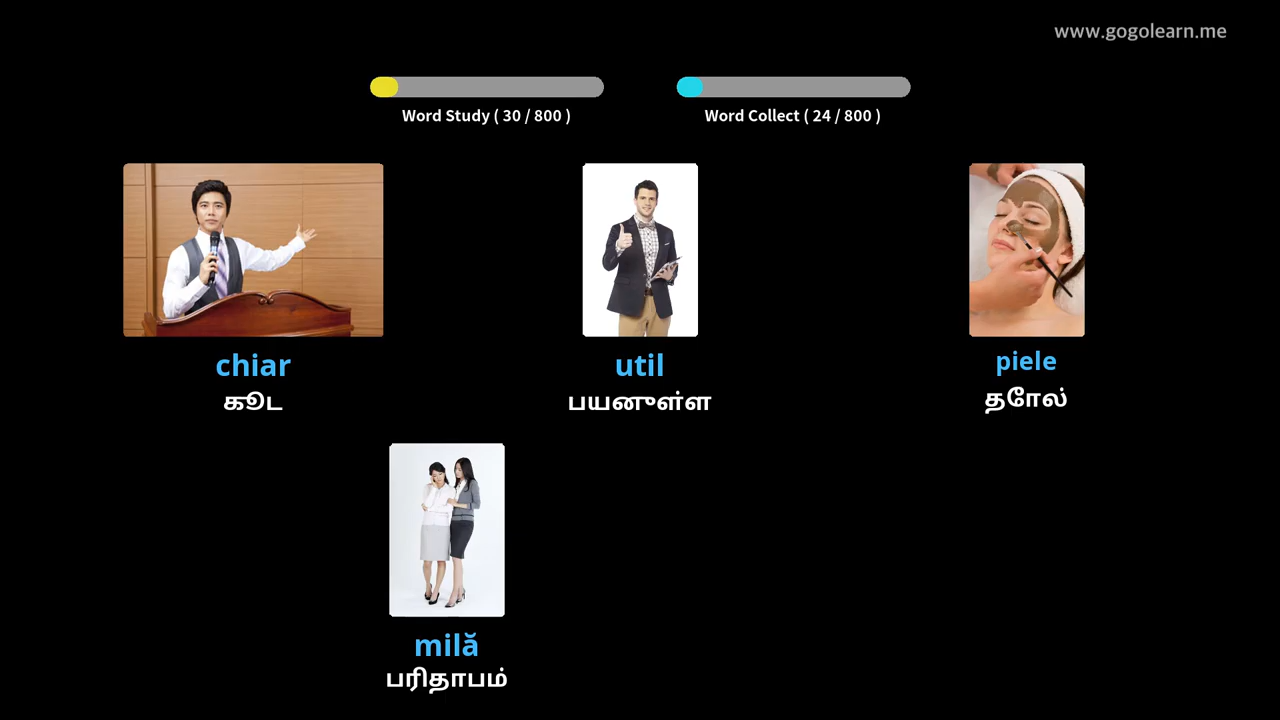 www.gogolearn.me
Word Study ( 30 / 800 )
Word Collect ( 24 / 800 )
chiar
கூட
util
பயனுள்ள
piele
தோல்
milă
பரிதாபம்